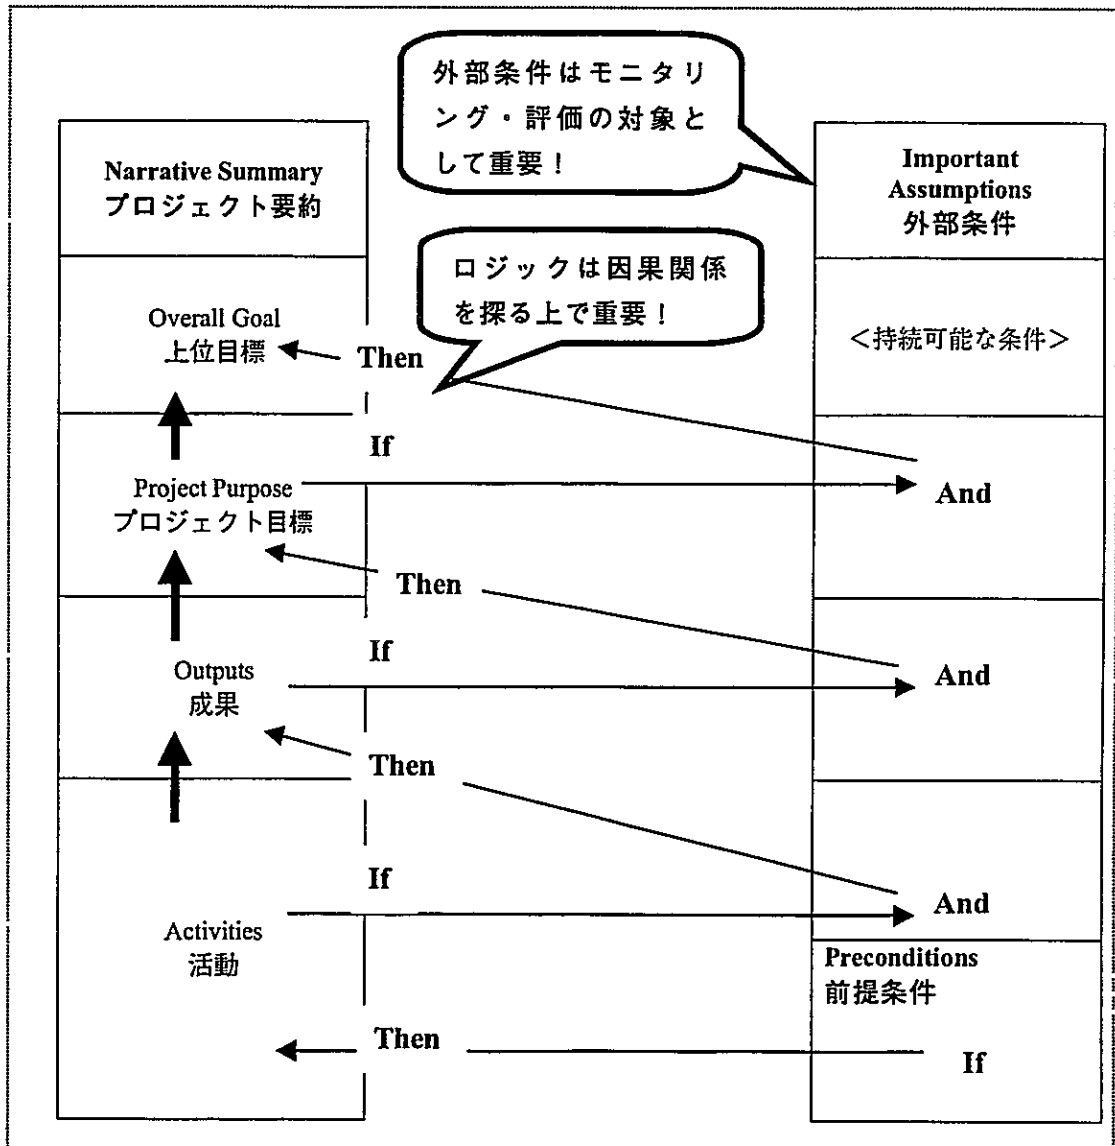 外部条件はモニタリ
ング・評価の対象と
して重要！
Narrative Summary
プロジェクト要約
Important
Assumptions
外部条件
ロジックは因果関係
を探る上で重要！
Overall Goal
上位目標
Then
＜持続可能な条件＞
If
Project Purpose
プロジェクト目標
And
Then
If
Outputs
成果
And
Then
If
And
Activities
活動
Preconditions
前提条件
Then
If